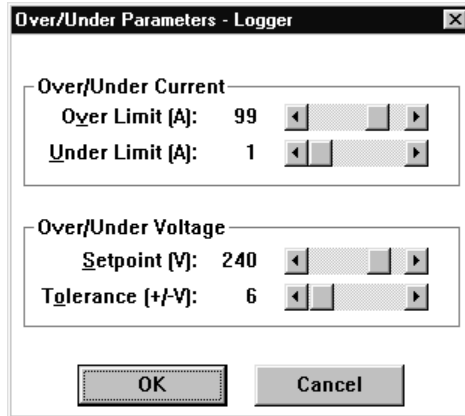 Over/Under Parameters - Logger
Over/Under Current
Over Limit (A): 99
Under Limit (A): 1
Over/Under Voltage
Setpoint (V): 240
Tolerance (+/-V): 6
OK Cancel